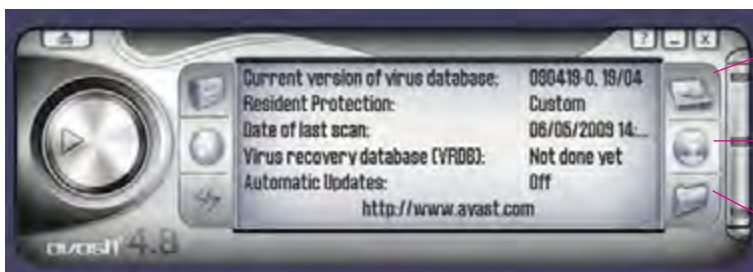 ? _ x
Current version of virus database: 090419-0, 19/04
Resident Protection: Custom
Date of last scan: 06/05/2009 14:...
Virus recovery database (VRDB): Not done yet
Automatic Updates: Off
http://www.avast.com
avast! 4.8